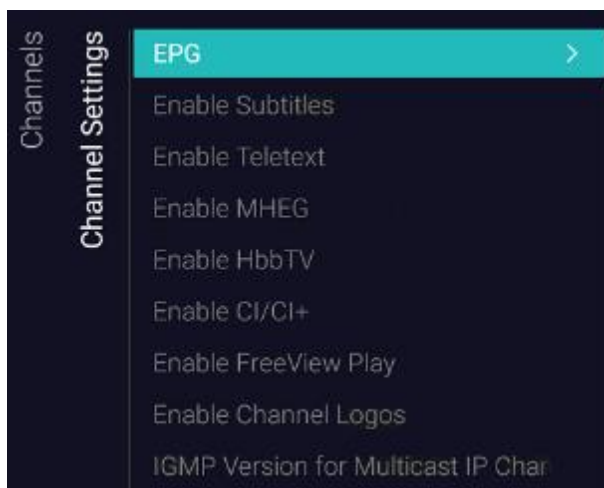 Channels
Channel Settings
EPG
Enable Subtitles
Enable Teletext
Enable MHEG
Enable HbbTV
Enable CI/CI+
Enable FreeView Play
Enable Channel Logos
IGMP Version for Multicast IP Char